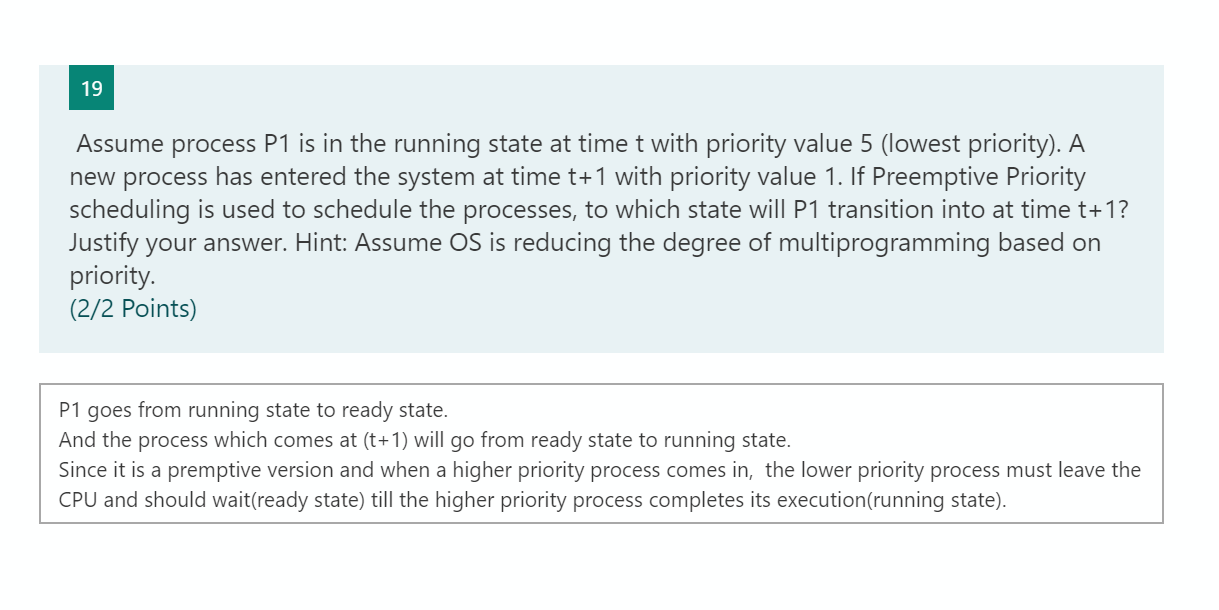 19
Assume process P1 is in the running state at time t with priority value 5 (lowest priority). A
new process has entered the system at time t+1 with priority value 1. If Preemptive Priority
scheduling is used to schedule the processes, to which state will P1 transition into at time t+1?
Justify your answer. Hint: Assume OS is reducing the degree of multiprogramming based on
priority.
(2/2 Points)
P1 goes from running state to ready state.
And the process which comes at (t+1) will go from ready state to running state.
Since it is a premptive version and when a higher priority process comes in,  the lower priority process must leave the
CPU and should wait(ready state) till the higher priority process completes its execution(running state).